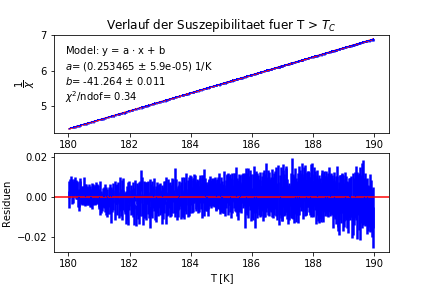 Verlauf der Suszepibilitaet fuer T > T_C
Model: y = a · x + b
a= (0.253465 ± 5.9e-05) 1/K
b= -41.264 ± 0.011
χ²/ndof= 0.34
1/χ
7
6
5
180 182 184 186 188 190
Residuen
0.02
0.00
−0.02
180 182 184 186 188 190
T [K]